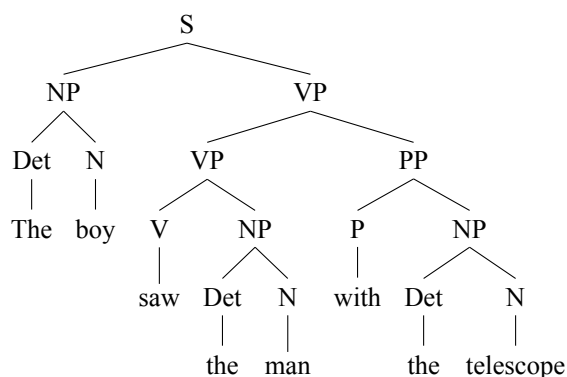 S
NP VP
Det N VP PP
The boy V NP P NP
saw Det N with Det N
the man the telescope